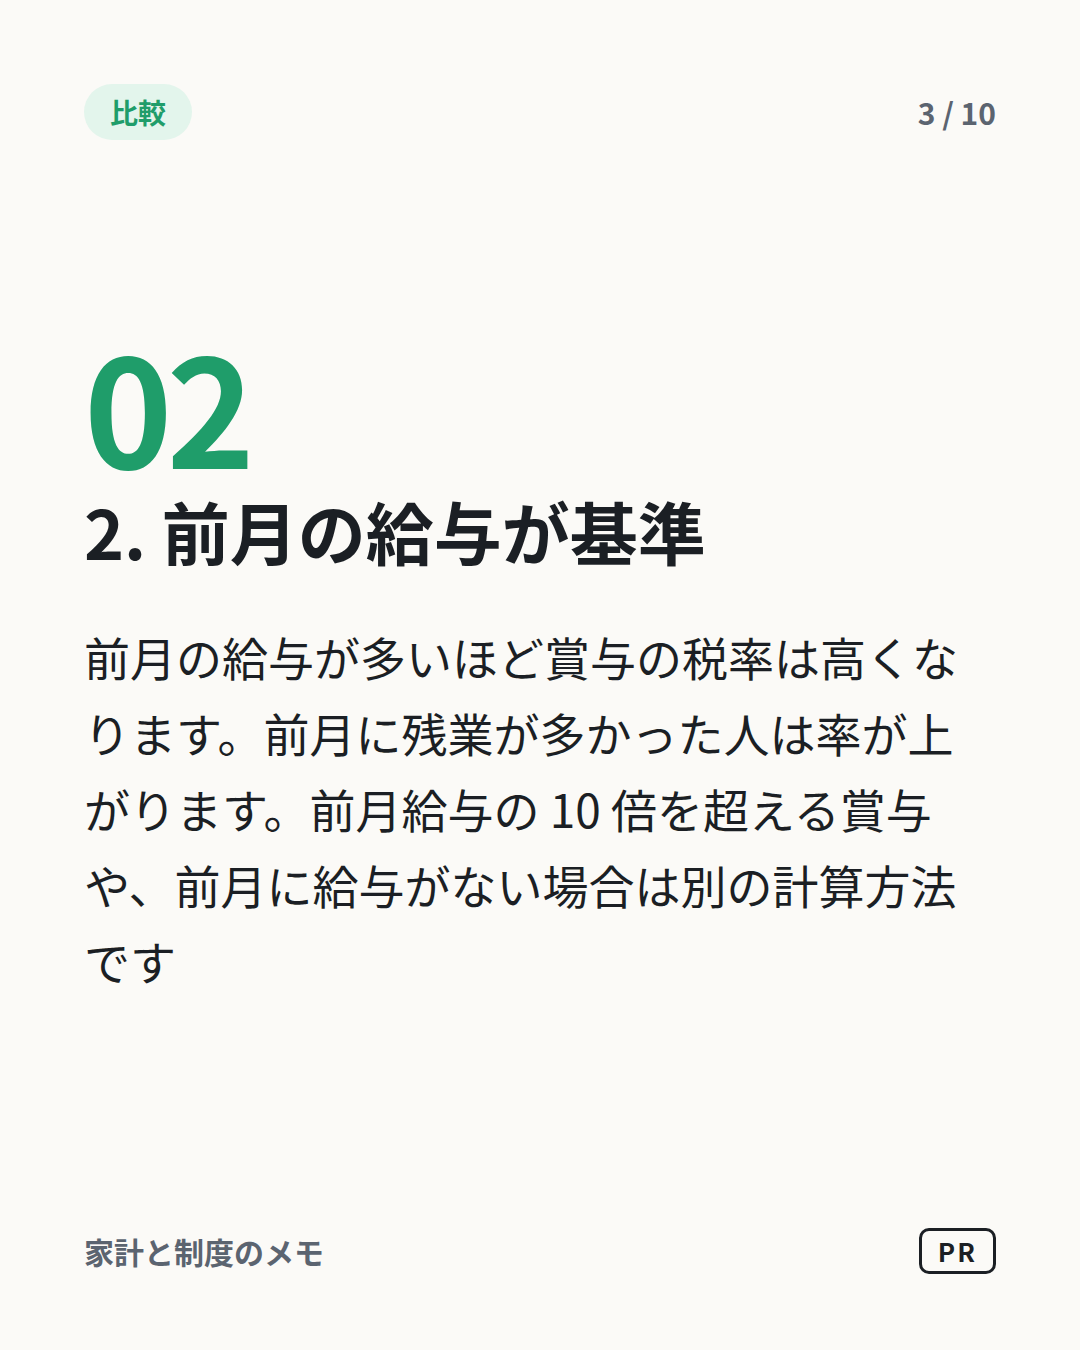 比較
3 / 10
02
2. 前月の給与が基準
前月の給与が多いほど賞与の税率は高くな
ります。前月に残業が多かった人は率が上
がります。前月給与の 10 倍を超える賞与
や、前月に給与がない場合は別の計算方法
です
家計と制度のメモ
PR